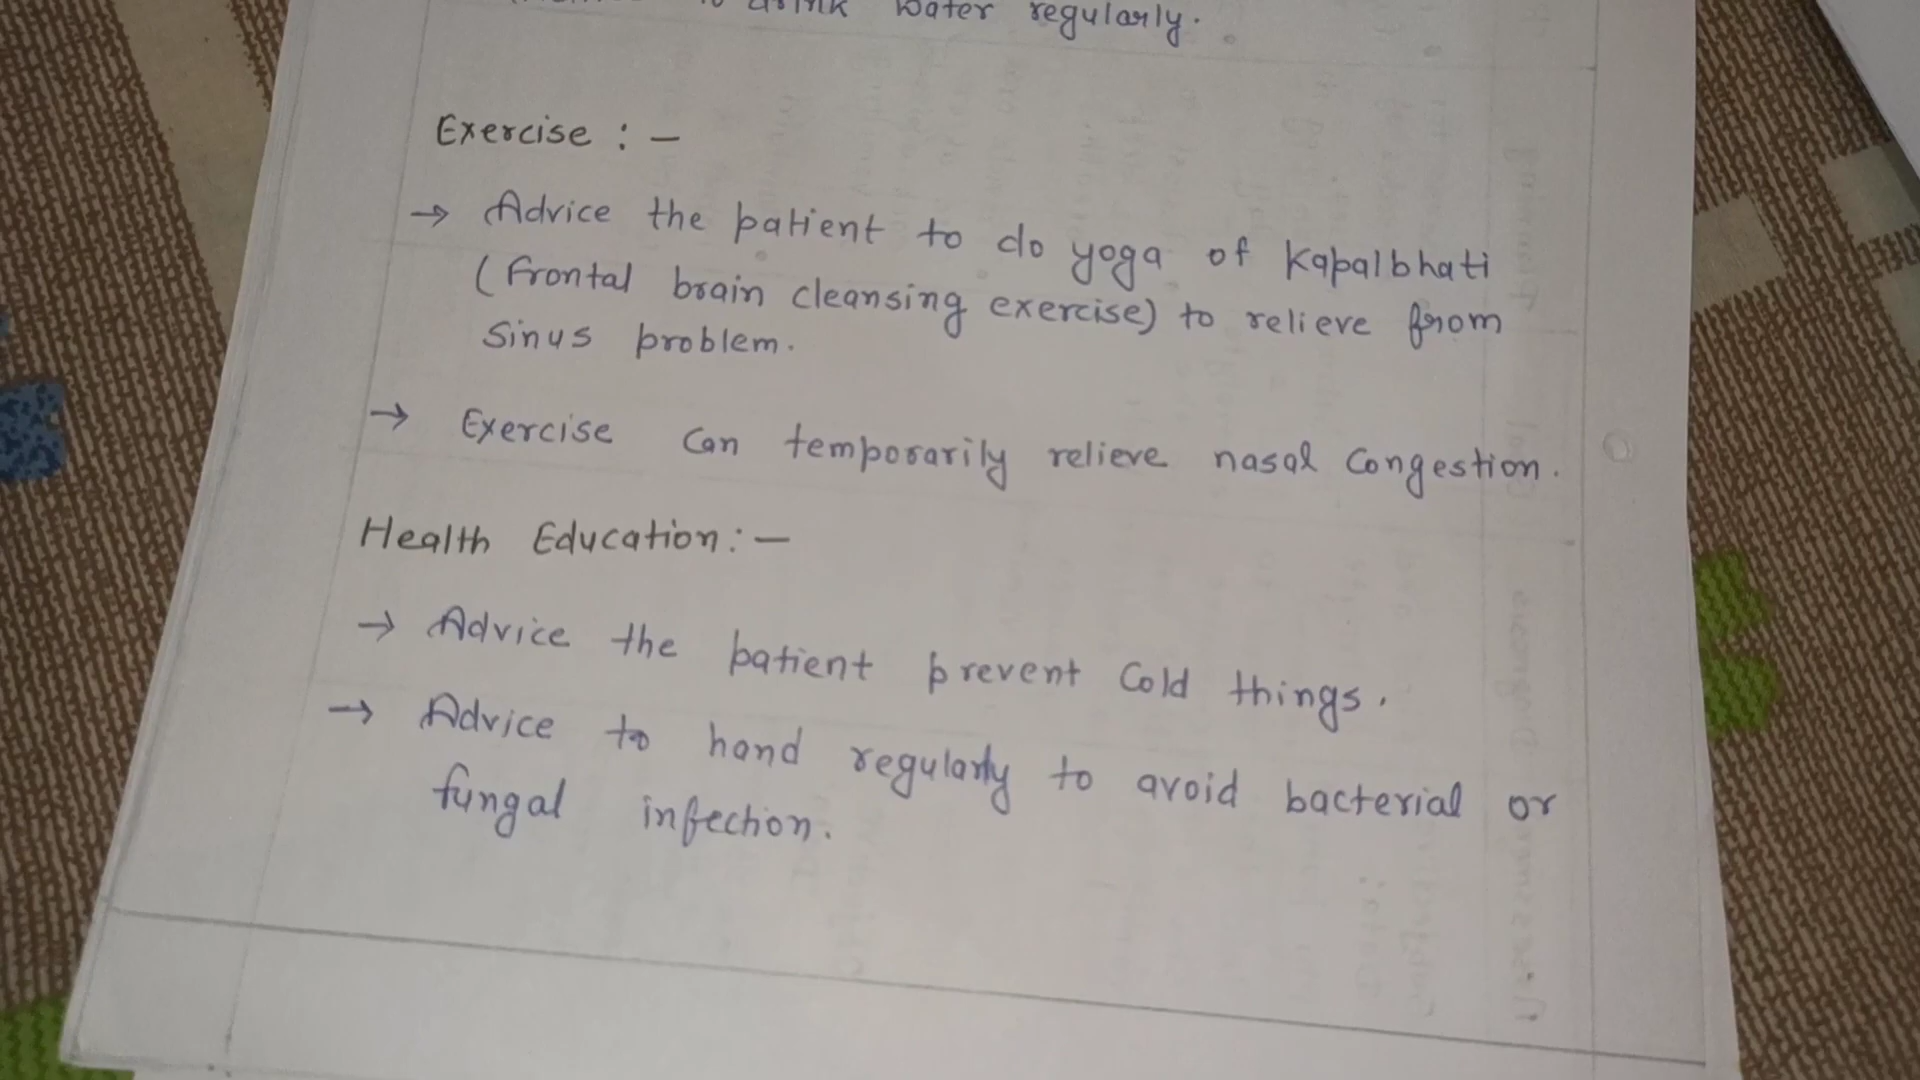 drink water regularly.
Exercise : -
→ Advice the patient to do yoga of Kapalbhati
(Frontal brain cleansing exercise) to relieve from
Sinus problem.
→ Exercise can temporarily relieve nasal congestion.
Health Education : -
→ Advice the patient prevent cold things.
→ Advice to hand regularly to avoid bacterial or
fungal infection.